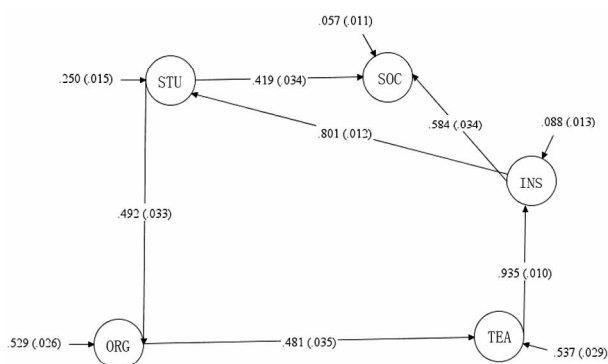 .057 (.011)
.250 (.015)
STU
.419 (.034)
SOC
.801 (.012)
.584 (.034)
.088 (.013)
INS
.492 (.033)
.935 (.010)
.529 (.026)
ORG
.481 (.035)
TEA
.537 (.029)